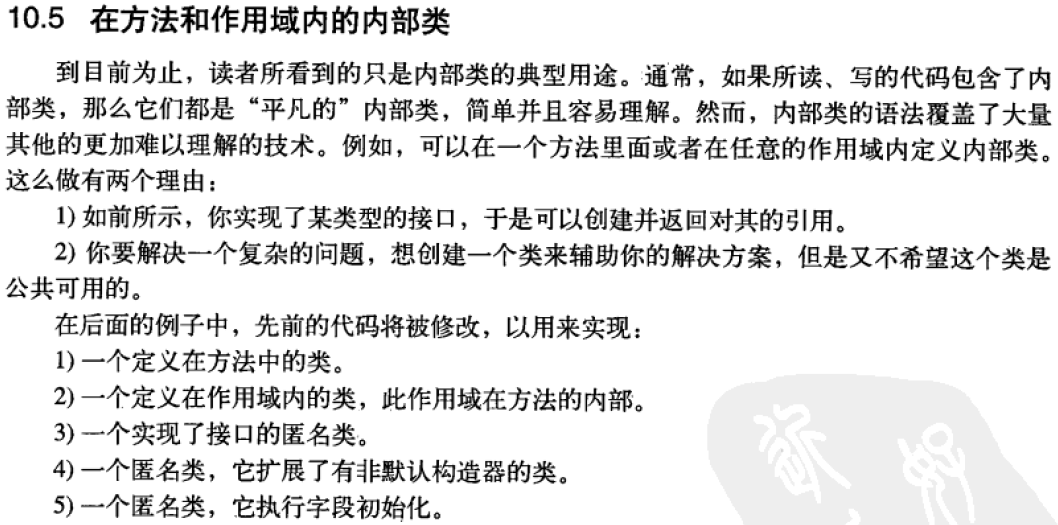 10.5 在方法和作用域内的内部类
到目前为止，读者所看到的只是内部类的典型用途。通常，如果所读、写的代码包含了内
部类，那么它们都是“平凡的”内部类，简单并且容易理解。然而，内部类的语法覆盖了大量
其他的更加难以理解的技术。例如，可以在一个方法里面或者在任意的作用域内定义内部类。
这么做有两个理由：
1) 如前所示，你实现了某类型的接口，于是可以创建并返回对其的引用。
2) 你要解决一个复杂的问题，想创建一个类来辅助你的解决方案，但是又不希望这个类是
公共可用的。
在后面的例子中，先前的代码将被修改，以用来实现：
1) 一个定义在方法中的类。
2) 一个定义在作用域内的类，此作用域在方法的内部。
3) 一个实现了接口的匿名类。
4) 一个匿名类，它扩展了有非默认构造器的类。
5) 一个匿名类，它执行字段初始化。